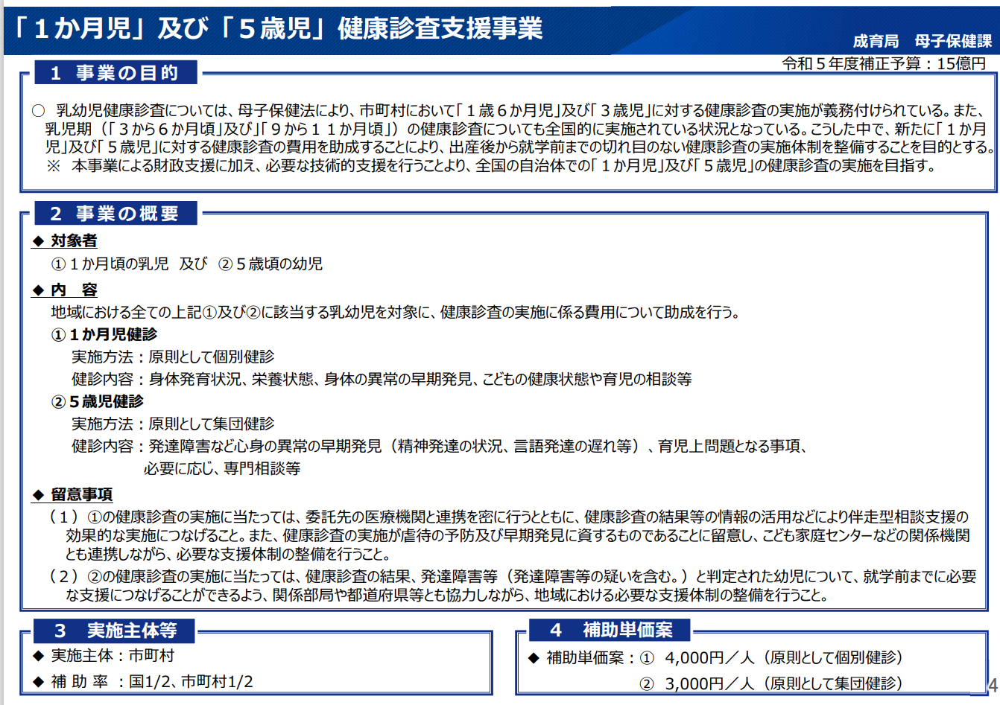 「１か月児」及び「５歳児」健康診査支援事業
成育局　母子保健課
令和５年度補正予算：15億円
１ 事業の目的
○　乳幼児健康診査については、母子保健法により、市町村において「１歳６か月児」及び「３歳児」に対する健康診査の実施が義務付けられている。また、
乳児期（「３から６か月頃」及び「９から１１か月頃」）の健康診査についても全国的に実施されている状況となっている。こうした中で、新たに「１か月
児」及び「５歳児」に対する健康診査の費用を助成することにより、出産後から就学前までの切れ目のない健康診査の実施体制を整備することを目的とする。
※　本事業による財政支援に加え、必要な技術的支援を行うことより、全国の自治体での「１か月児」及び「５歳児」の健康診査の実施を目指す。
２ 事業の概要
◆ 対象者
①１か月頃の乳児　及び　②５歳頃の幼児
◆ 内　容
地域における全ての上記①及び②に該当する乳幼児を対象に、健康診査の実施に係る費用について助成を行う。
①１か月児健診
実施方法：原則として個別健診
健診内容：身体発育状況、栄養状態、身体の異常の早期発見、こどもの健康状態や育児の相談等
②５歳児健診
実施方法：原則として集団健診
健診内容：発達障害など心身の異常の早期発見（精神発達の状況、言語発達の遅れ等）、育児上問題となる事項、
必要に応じ、専門相談等
◆ 留意事項
（１）①の健康診査の実施に当たっては、委託先の医療機関と連携を密に行うとともに、健康診査の結果等の情報の活用などにより伴走型相談支援の
効果的な実施につなげること。また、健康診査の実施が虐待の予防及び早期発見に資するものであることに留意し、こども家庭センターなどの関係機関
とも連携しながら、必要な支援体制の整備を行うこと。
（２）②の健康診査の実施に当たっては、健康診査の結果、発達障害等（発達障害等の疑いを含む。）と判定された幼児について、就学前までに必要
な支援につなげることができるよう、関係部局や都道府県等とも協力しながら、地域における必要な支援体制の整備を行うこと。
３　実施主体等
◆ 実施主体：市町村
◆ 補 助 率 ：国1/2、市町村1/2
４　補助単価案
◆ 補助単価案：① 4,000円／人（原則として個別健診）
② 3,000円／人（原則として集団健診）
4